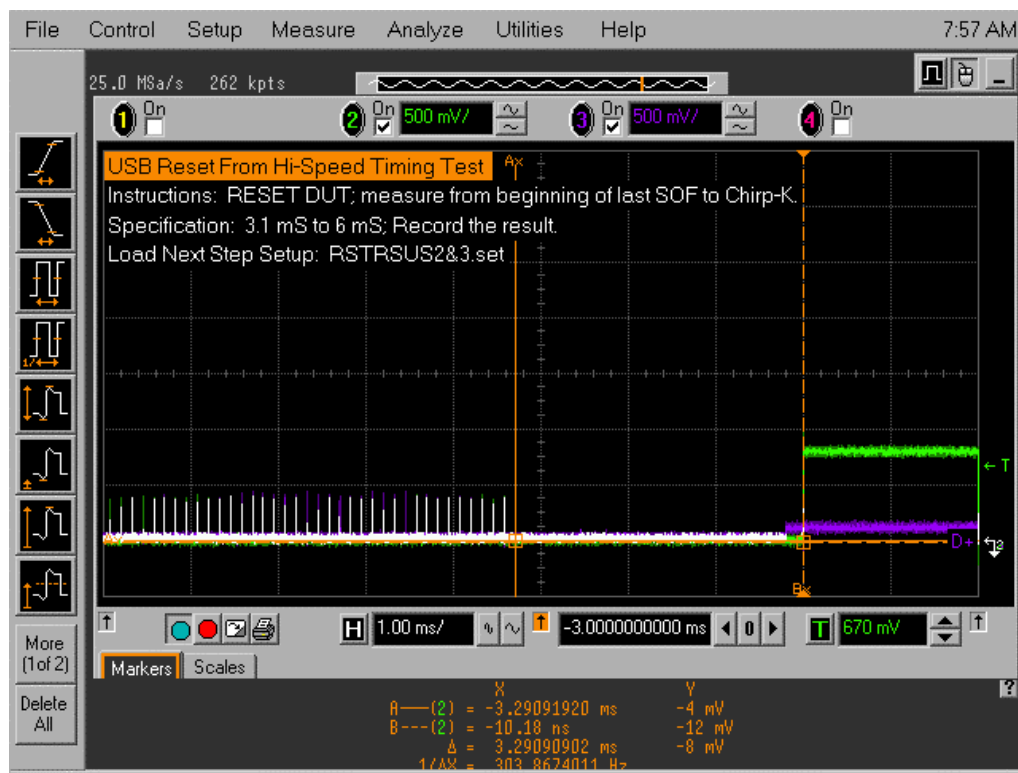 File Control Setup Measure Analyze Utilities Help 7:57 AM
25.0 MSa/s 262 kpts
1 On 2 On 500 mV/ 3 On 500 mV/ 4 On
USB Reset From Hi-Speed Timing Test Ax
Instructions: RESET DUT; measure from beginning of last SOF to Chirp-K.
Specification: 3.1 mS to 6 mS; Record the result.
Load Next Step Setup: RSTRSUS2&3.set
T
D+
2
Bx
1/
H 1.00 ms/ -3.0000000000 ms 0 T 670 mV
More
(1of 2)
Delete
All
Markers Scales
?
X Y
A——(2) = -3.29091920 ms -4 mV
B---(2) = -10.18 ns -12 mV
Δ = 3.29090902 ms -8 mV
1/ΔX = 303.8674011 Hz